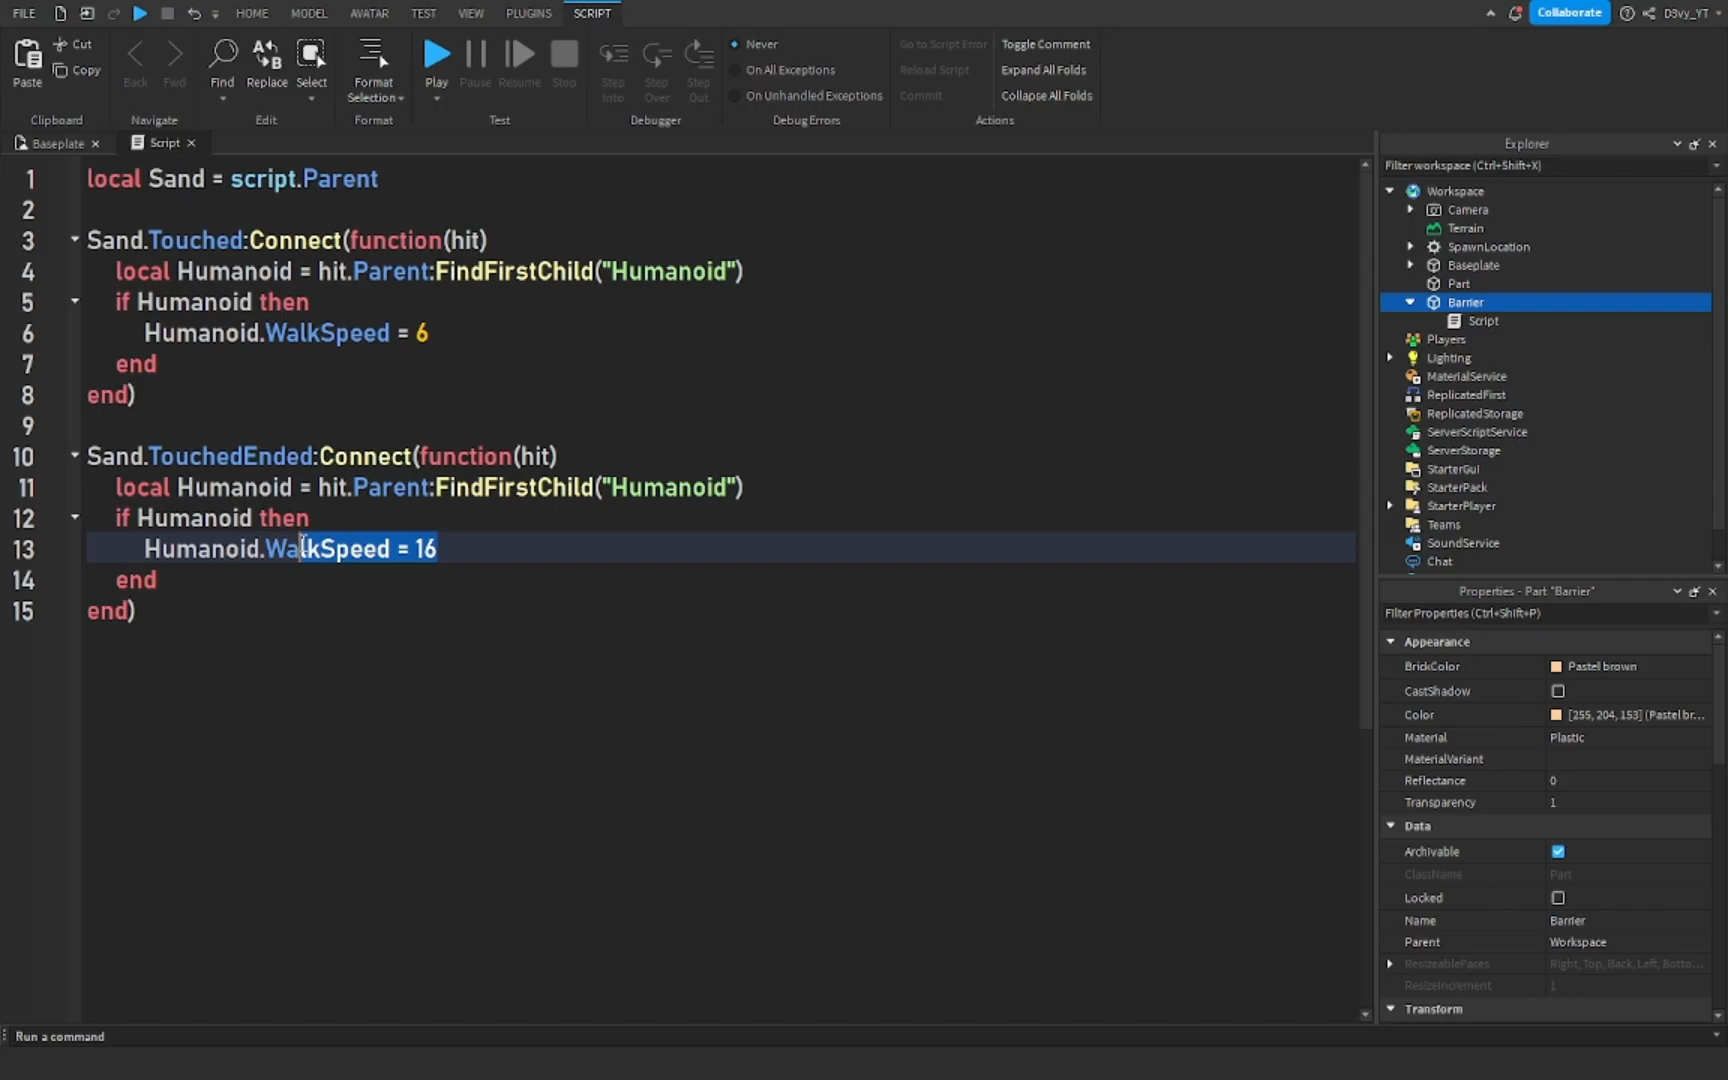 FILE HOME MODEL AVATAR TEST VIEW PLUGINS SCRIPT Collaborate D3vy_YT
Paste Cut Copy
Clipboard
Back Fwd
Navigate
Find Replace Select
Edit
Format Selection
Format
Play Pause Resume Stop
Test
Step Into Step Over Step Out
Debugger
Never
On All Exceptions
On Unhandled Exceptions
Debug Errors
Go to Script Error Toggle Comment
Reload Script Expand All Folds
Commit Collapse All Folds
Actions
Baseplate × Script ×
1 local Sand = script.Parent
2
3 Sand.Touched:Connect(function(hit)
4 local Humanoid = hit.Parent:FindFirstChild("Humanoid")
5 if Humanoid then
6 Humanoid.WalkSpeed = 6
7 end
8 end)
9
10 Sand.TouchedEnded:Connect(function(hit)
11 local Humanoid = hit.Parent:FindFirstChild("Humanoid")
12 if Humanoid then
13 Humanoid.WalkSpeed = 16
14 end
15 end)
Explorer
Filter workspace (Ctrl+Shift+X)
Workspace
Camera
Terrain
SpawnLocation
Baseplate
Part
Barrier
Script
Players
Lighting
MaterialService
ReplicatedFirst
ReplicatedStorage
ServerScriptService
ServerStorage
StarterGui
StarterPack
StarterPlayer
Teams
SoundService
Chat
Properties - Part "Barrier"
Filter Properties (Ctrl+Shift+P)
Appearance
BrickColor Pastel brown
CastShadow
Color [255, 204, 153] (Pastel br...
Material Plastic
MaterialVariant
Reflectance 0
Transparency 1
Data
Archivable
ClassName Part
Locked
Name Barrier
Parent Workspace
ResizeableFaces Right, Top, Back, Left, Botto...
ResizeIncrement 1
Transform
Run a command